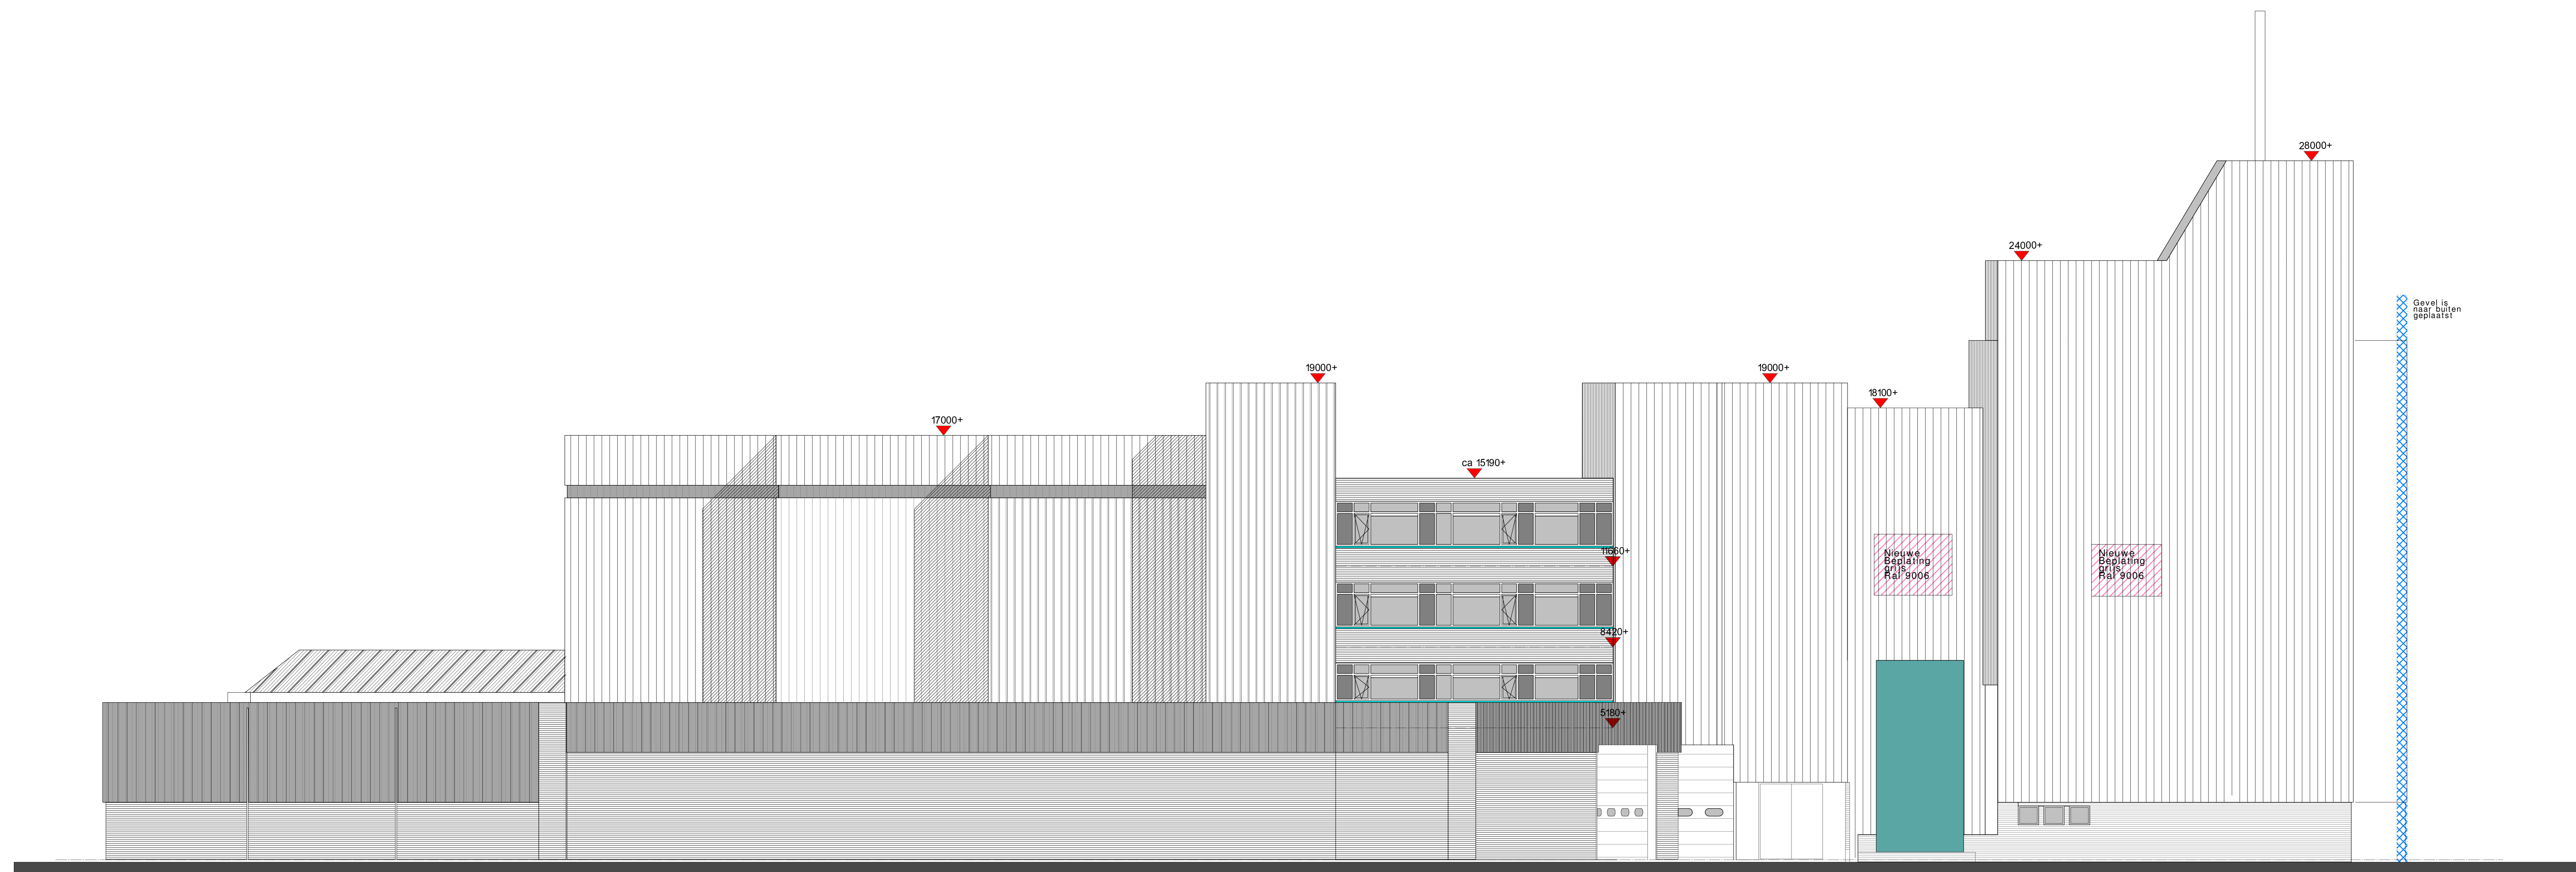 28000+
24000+
Gevel is
naar buiten
geplaatst
19000+
19000+
18100+
17000+
ca 15190+
11660+
Nieuwe
Beplating
grijs
Ral 9006
Nieuwe
Beplating
grijs
Ral 9006
8420+
5180+